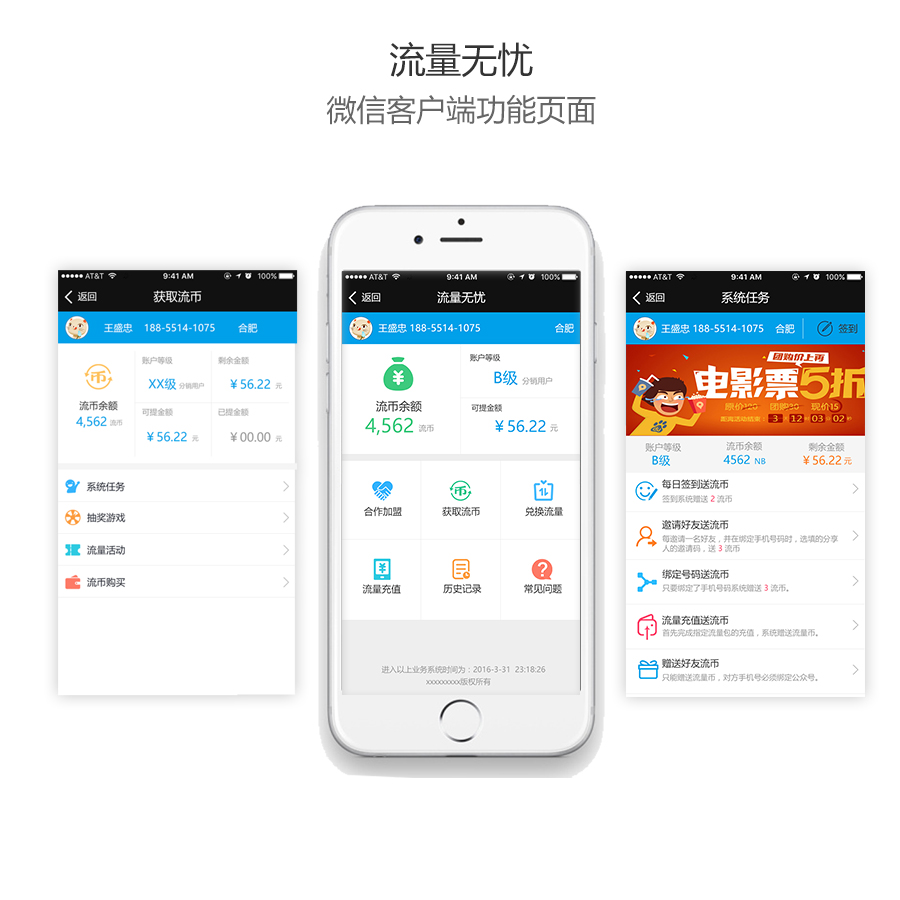 流量无忧
微信客户端功能页面
AT&T 9:41 AM 100%
返回 获取流币
王盛忠 188-5514-1075 合肥
流币余额
4,562 流币
账户等级
XX级 分销用户
剩余金额
¥56.22 元
可提金额
¥56.22 元
已提金额
¥00.00 元
系统任务
抽奖游戏
流量活动
流币购买
AT&T 9:41 AM 100%
返回 流量无忧
王盛忠 188-5514-1075 合肥
流币余额
4,562 流币
账户等级
B级 分销用户
可提金额
¥56.22 元
合作加盟 获取流币 兑换流量
流量充值 历史记录 常见问题
进入以上业务系统时间为：2016-3-31 23:18:26
xxxxxxxxx版权所有
AT&T 9:41 AM 100%
返回 系统任务
王盛忠 188-5514-1075 合肥 签到
团购价上再
电影票5折
原价120 团购30 现价15
距离活动结束：3 12 03 02秒
账户等级 流币余额 剩余金额
B级 4562 NB ¥56.22元
每日签到送流币
签到系统赠送 2 流币
邀请好友送流币
每邀请一名好友，并在绑定手机号码时，选填的分享
人的邀请码，送 3 流币
绑定号码送流币
只要绑定了手机号码系统赠送 3 流币。
流量充值送流币
首先完成指定流量包的充值，系统赠送流量币。
赠送好友流币
只能赠送流量币，对方手机号必须绑定公众号。